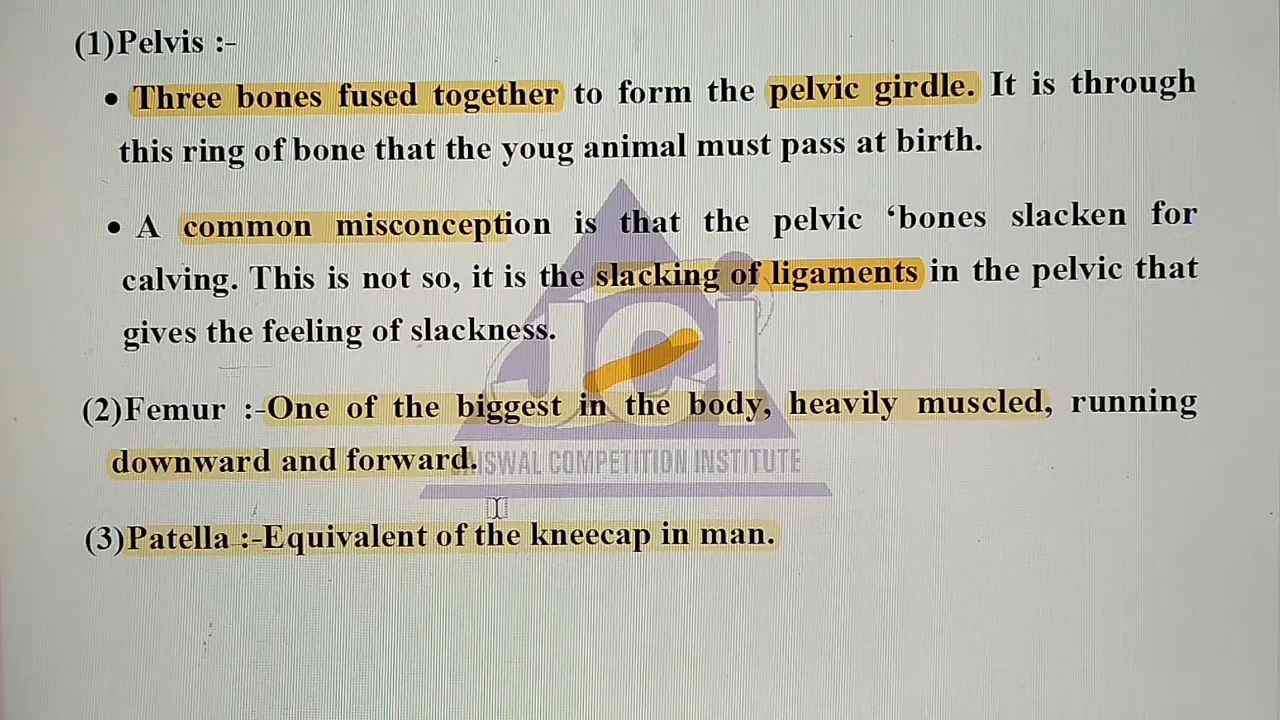 (1)Pelvis :-
• Three bones fused together to form the pelvic girdle. It is through
this ring of bone that the youg animal must pass at birth.
• A common misconception is that the pelvic ‘bones slacken for
calving. This is not so, it is the slacking of ligaments in the pelvic that
gives the feeling of slackness.
JCI
(2)Femur :-One of the biggest in the body, heavily muscled, running
downward and forward.
JAISWAL COMPETITION INSTITUTE
(3)Patella :-Equivalent of the kneecap in man.